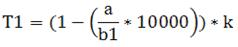 T1 = (1 − (a/b1 * 10000)) * k